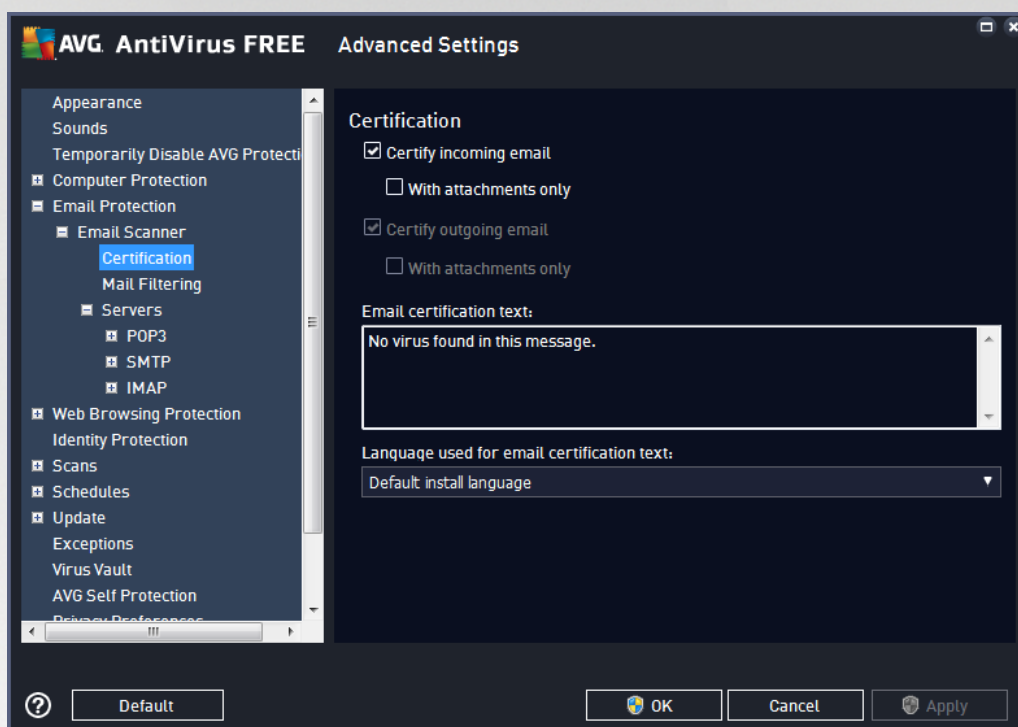 AVG. AntiVirus FREE Advanced Settings
Appearance
Sounds
Temporarily Disable AVG Protecti
Computer Protection
Email Protection
Email Scanner
Certification
Mail Filtering
Servers
POP3
SMTP
IMAP
Web Browsing Protection
Identity Protection
Scans
Schedules
Update
Exceptions
Virus Vault
AVG Self Protection
Privacy Preferences
Certification
Certify incoming email
With attachments only
Certify outgoing email
With attachments only
Email certification text:
No virus found in this message.
Language used for email certification text:
Default install language
Default
OK
Cancel
Apply